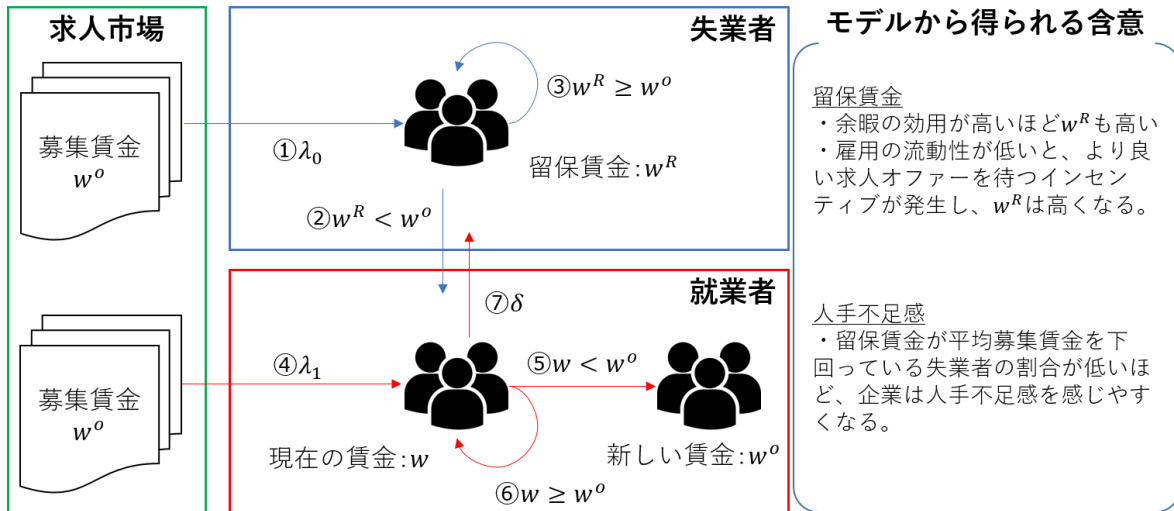 求人市場
募集賃金
w^o
募集賃金
w^o
失業者
①λ_0
③w^R ≥ w^o
留保賃金：w^R
②w^R < w^o
就業者
⑦δ
④λ_1
⑤w < w^o
現在の賃金：w
新しい賃金：w^o
⑥w ≥ w^o
モデルから得られる含意
留保賃金
・余暇の効用が高いほどw^Rも高い
・雇用の流動性が低いと、より良
い求人オファーを待つインセン
ティブが発生し、w^Rは高くなる。
人手不足感
・留保賃金が平均募集賃金を下
回っている失業者の割合が低いほ
ど、企業は人手不足感を感じやす
くなる。